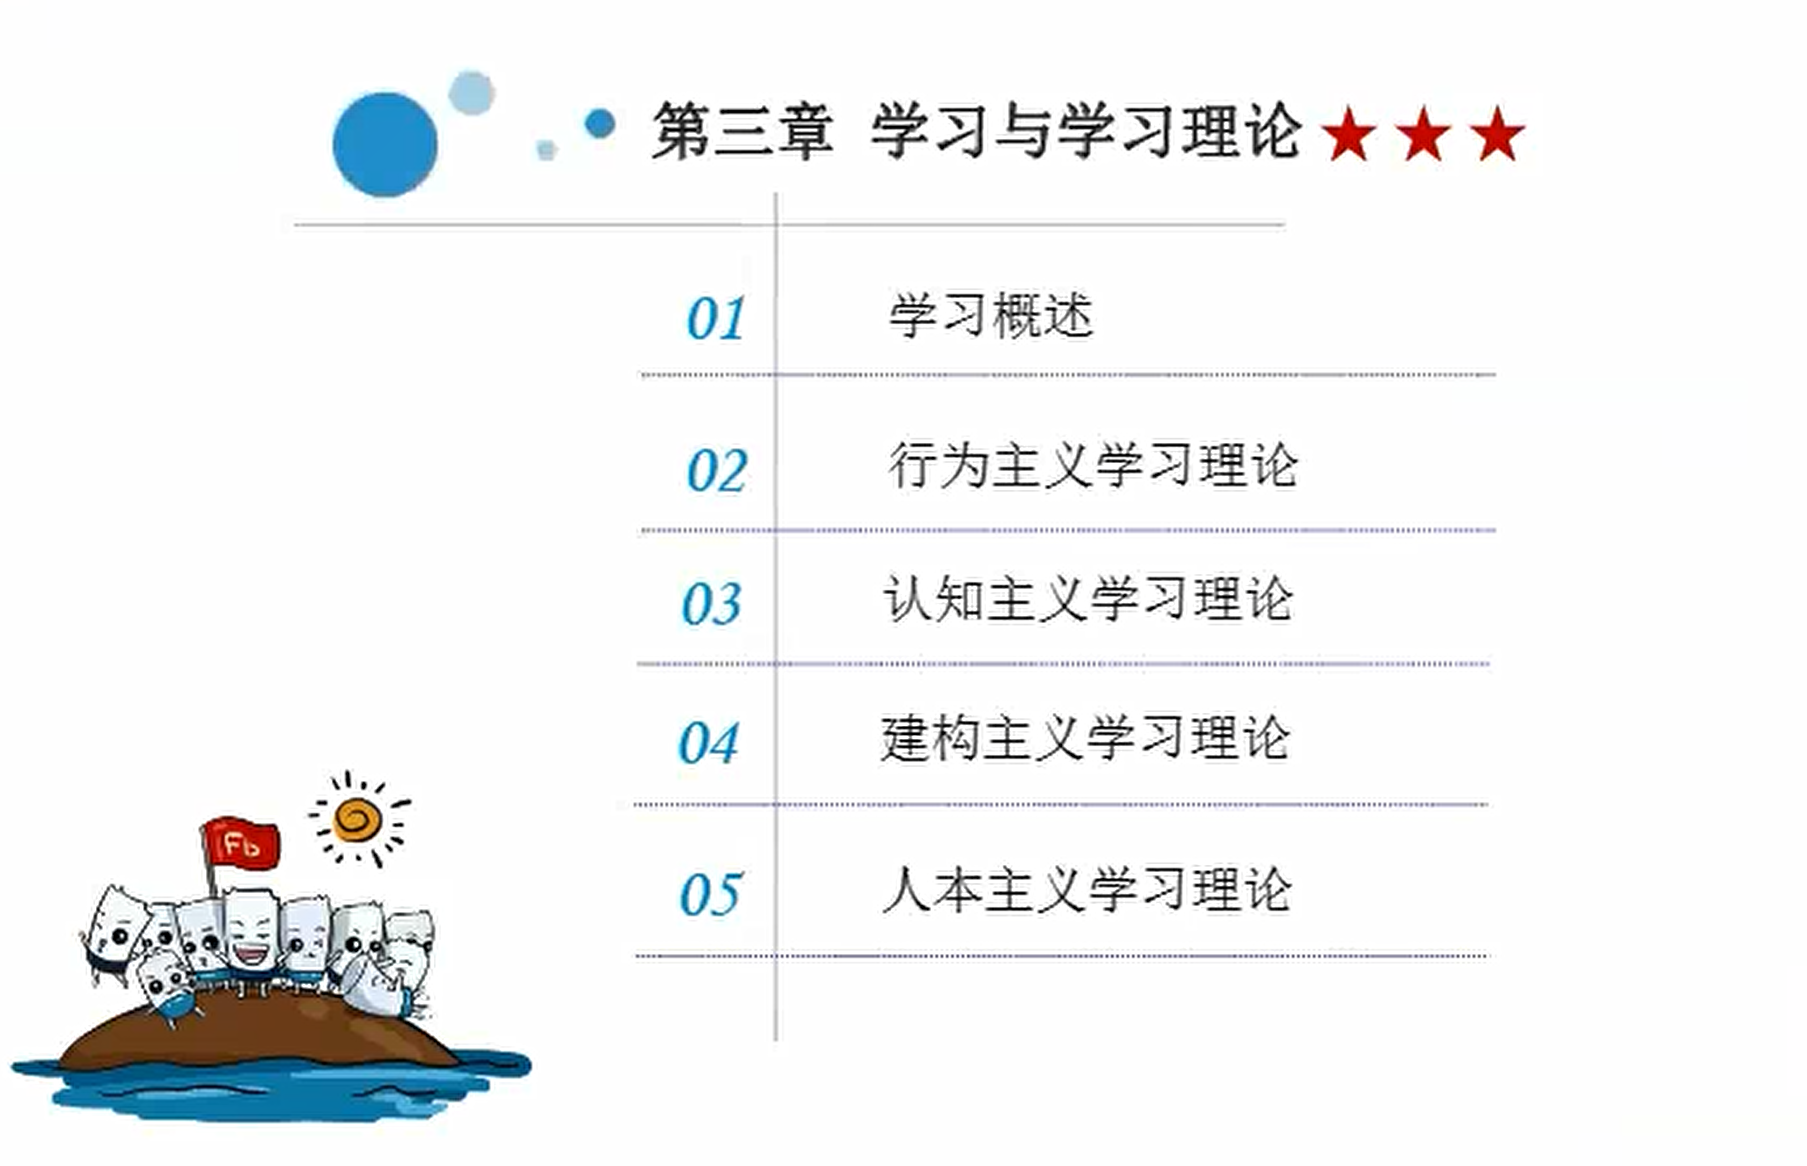 第三章 学习与学习理论★★★
01 学习概述
02 行为主义学习理论
03 认知主义学习理论
04 建构主义学习理论
05 人本主义学习理论
Fb